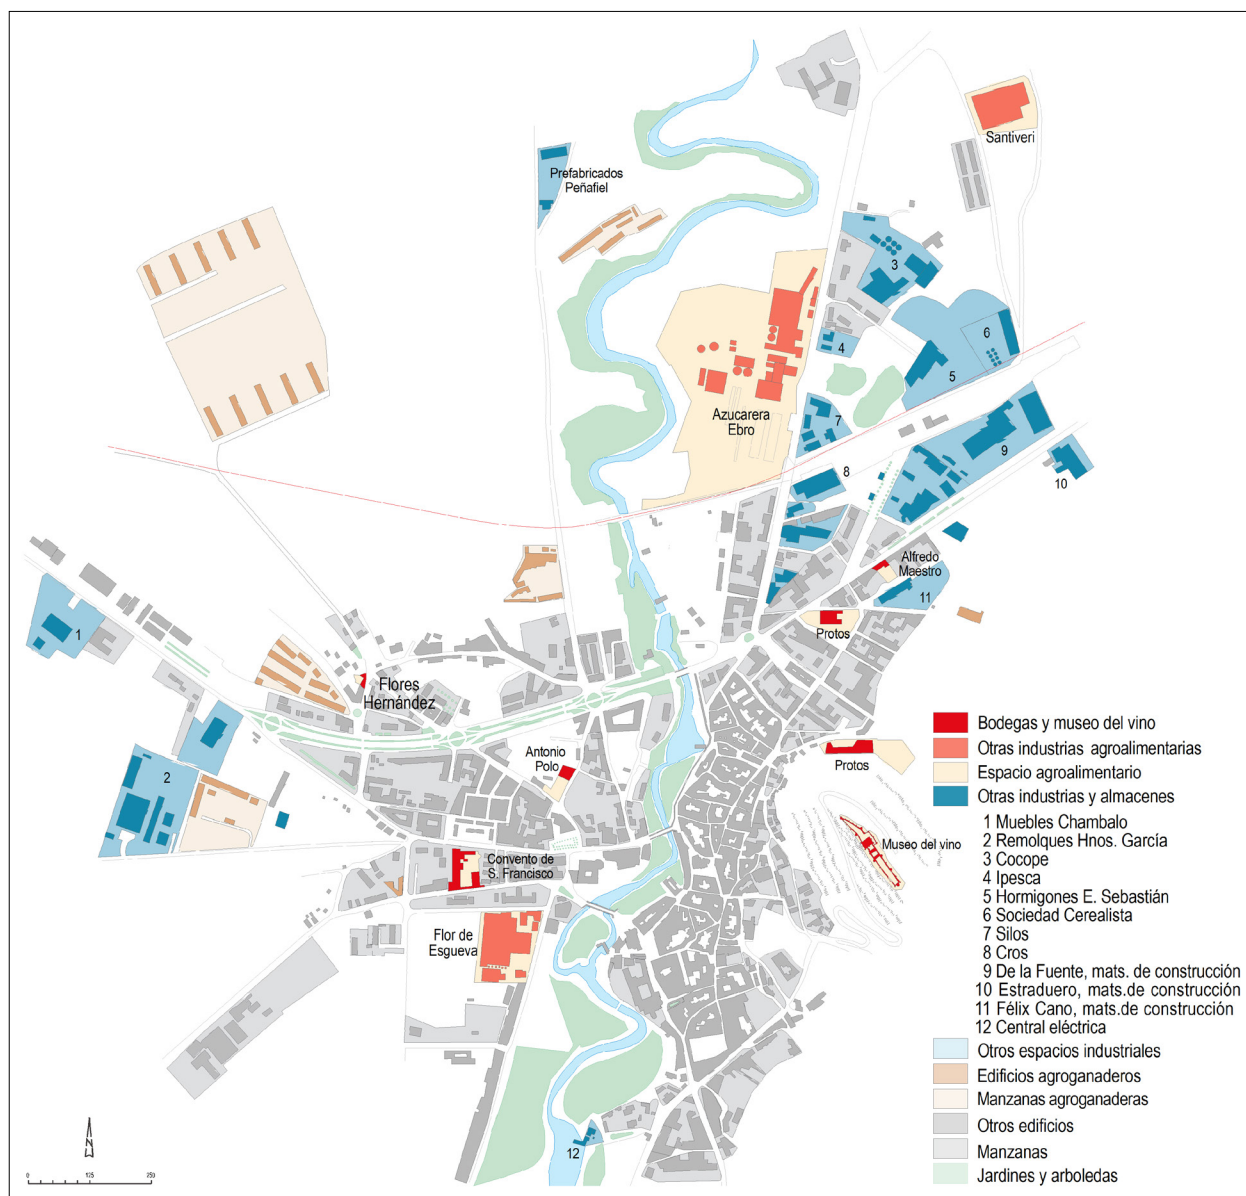 Santiveri
Prefabricados
Peñafiel
3
6
4
5
Azucarera
Ebro
7
9
8
10
Alfredo
Maestro
11
1
Protos
Flores
Hernández
Antonio
Polo
Protos
2
Museo del vino
Convento de
S. Francisco
Flor de
Esgueva
12
N
0 125 250
Bodegas y museo del vino
Otras industrias agroalimentarias
Espacio agroalimentario
Otras industrias y almacenes
1 Muebles Chambalo
2 Remolques Hnos. García
3 Cocope
4 Ipesca
5 Hormigones E. Sebastián
6 Sociedad Cerealista
7 Silos
8 Cros
9 De la Fuente, mats. de construcción
10 Estraduero, mats.de construcción
11 Félix Cano, mats.de construcción
12 Central eléctrica
Otros espacios industriales
Edificios agroganaderos
Manzanas agroganaderas
Otros edificios
Manzanas
Jardines y arboledas